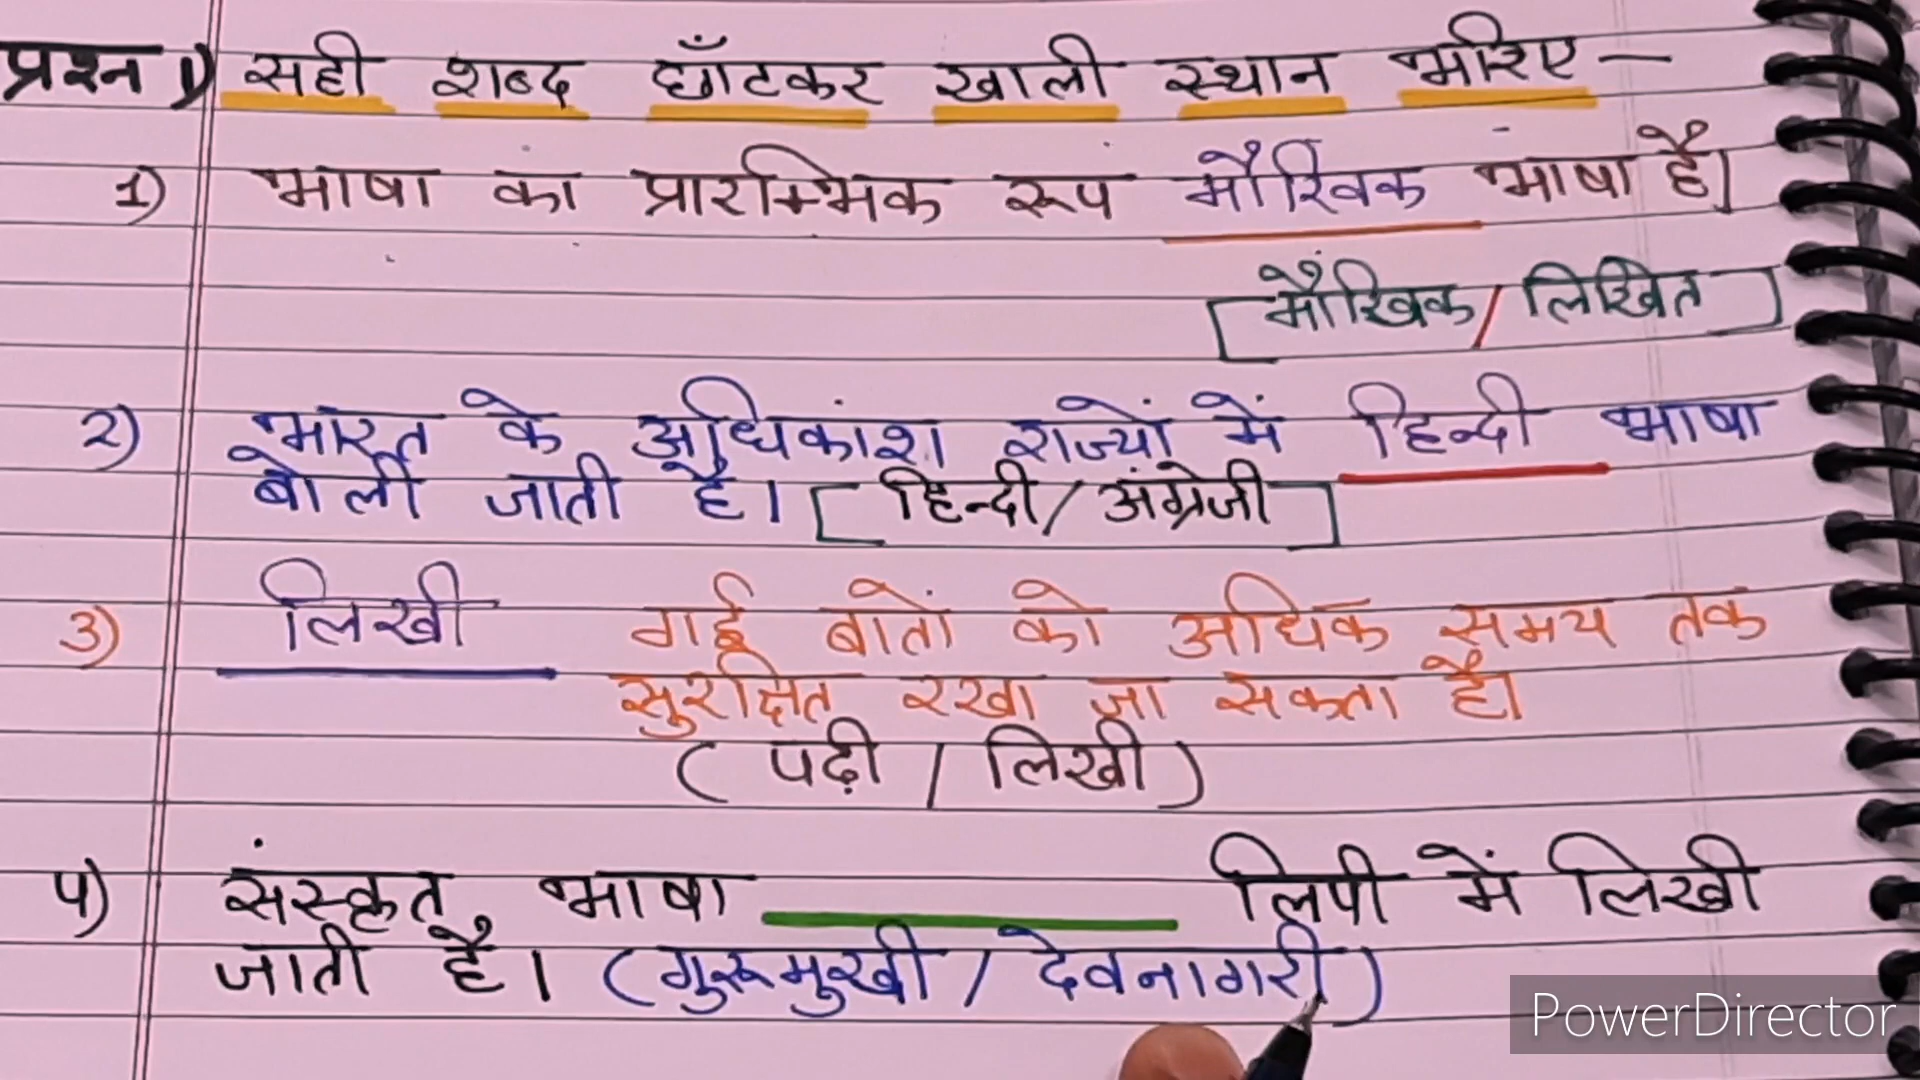 प्रश्न 1) सही शब्द छाँटकर खाली स्थान भरिए —
1) भाषा का प्रारम्भिक रूप मौखिक भाषा है।
[मौखिक / लिखित]
2) भारत के अधिकांश राज्यों में हिन्दी भाषा
बोली जाती है। [हिन्दी / अंग्रेजी]
3) लिखी गई बातों को अधिक समय तक
सुरक्षित रखा जा सकता है।
( पढ़ी / लिखी )
4) संस्कृत भाषा ________ लिपी में लिखी
जाती है। (गुरूमुखी / देवनागरी)
PowerDirector